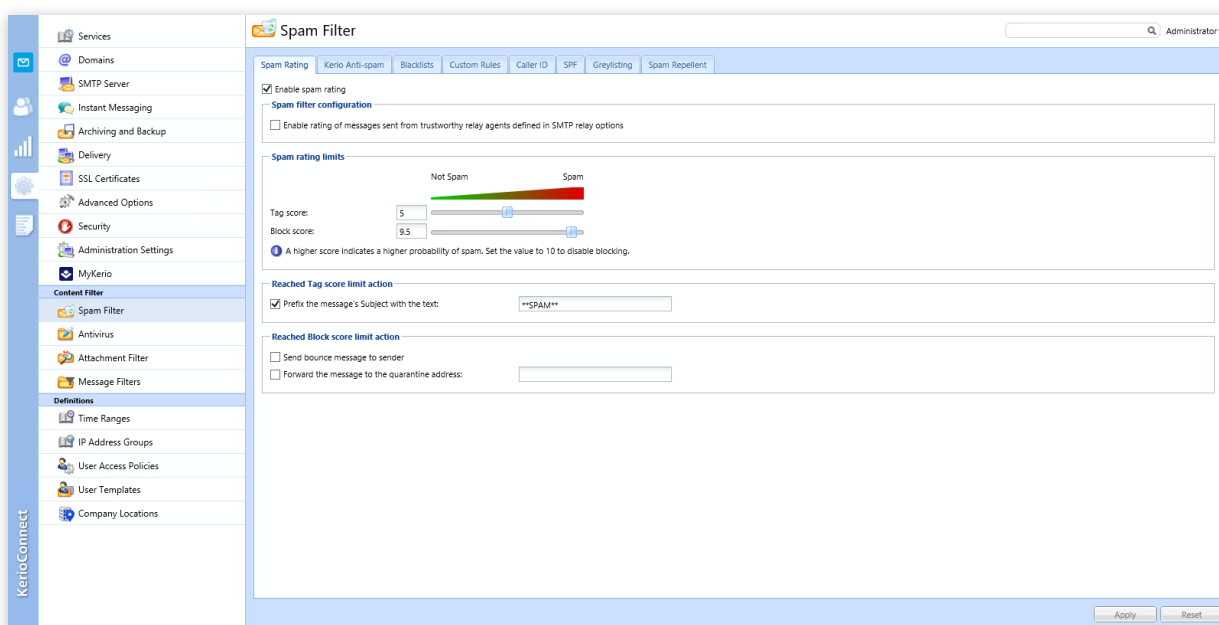 Services
Domains
SMTP Server
Instant Messaging
Archiving and Backup
Delivery
SSL Certificates
Advanced Options
Security
Administration Settings
MyKerio
Content Filter
Spam Filter
Antivirus
Attachment Filter
Message Filters
Definitions
Time Ranges
IP Address Groups
User Access Policies
User Templates
Company Locations
KerioConnect
Spam Filter
Administrator
Spam Rating Kerio Anti-spam Blacklists Custom Rules Caller ID SPF Greylisting Spam Repellent
Enable spam rating
Spam filter configuration
Enable rating of messages sent from trustworthy relay agents defined in SMTP relay options
Spam rating limits
Not Spam Spam
Tag score: 5
Block score: 9.5
A higher score indicates a higher probability of spam. Set the value to 10 to disable blocking.
Reached Tag score limit action
Prefix the message's Subject with the text: **SPAM**
Reached Block score limit action
Send bounce message to sender
Forward the message to the quarantine address:
Apply Reset